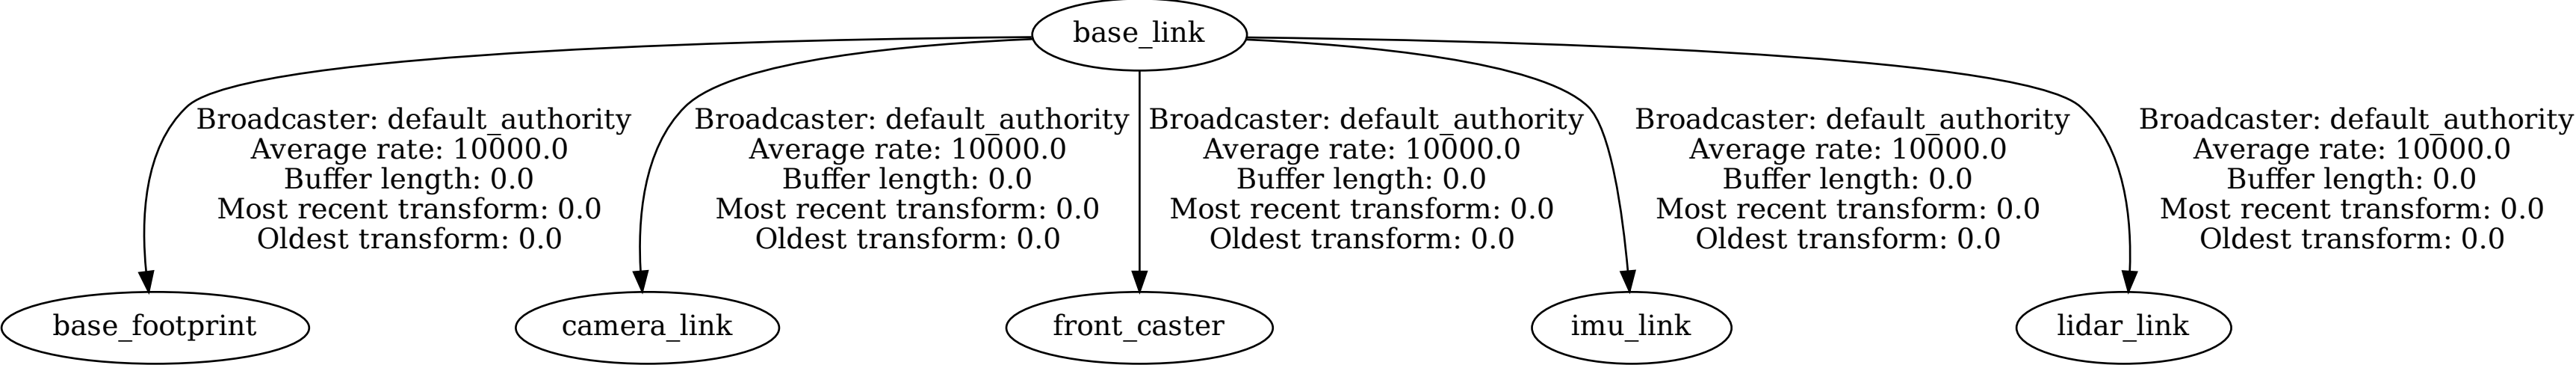 base_link
Broadcaster: default_authority
Average rate: 10000.0
Buffer length: 0.0
Most recent transform: 0.0
Oldest transform: 0.0
Broadcaster: default_authority
Average rate: 10000.0
Buffer length: 0.0
Most recent transform: 0.0
Oldest transform: 0.0
Broadcaster: default_authority
Average rate: 10000.0
Buffer length: 0.0
Most recent transform: 0.0
Oldest transform: 0.0
Broadcaster: default_authority
Average rate: 10000.0
Buffer length: 0.0
Most recent transform: 0.0
Oldest transform: 0.0
Broadcaster: default_authority
Average rate: 10000.0
Buffer length: 0.0
Most recent transform: 0.0
Oldest transform: 0.0
base_footprint
camera_link
front_caster
imu_link
lidar_link